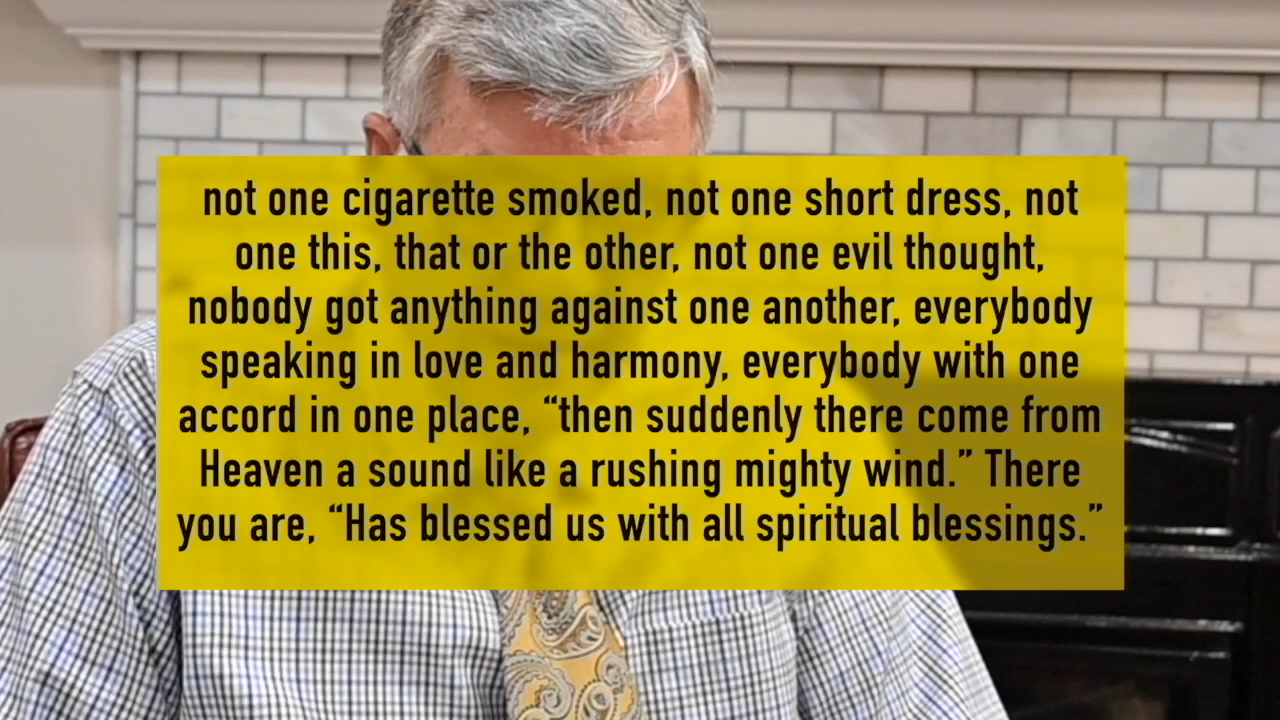 not one cigarette smoked, not one short dress, not
one this, that or the other, not one evil thought,
nobody got anything against one another, everybody
speaking in love and harmony, everybody with one
accord in one place, “then suddenly there come from
Heaven a sound like a rushing mighty wind.” There
you are, “Has blessed us with all spiritual blessings.”